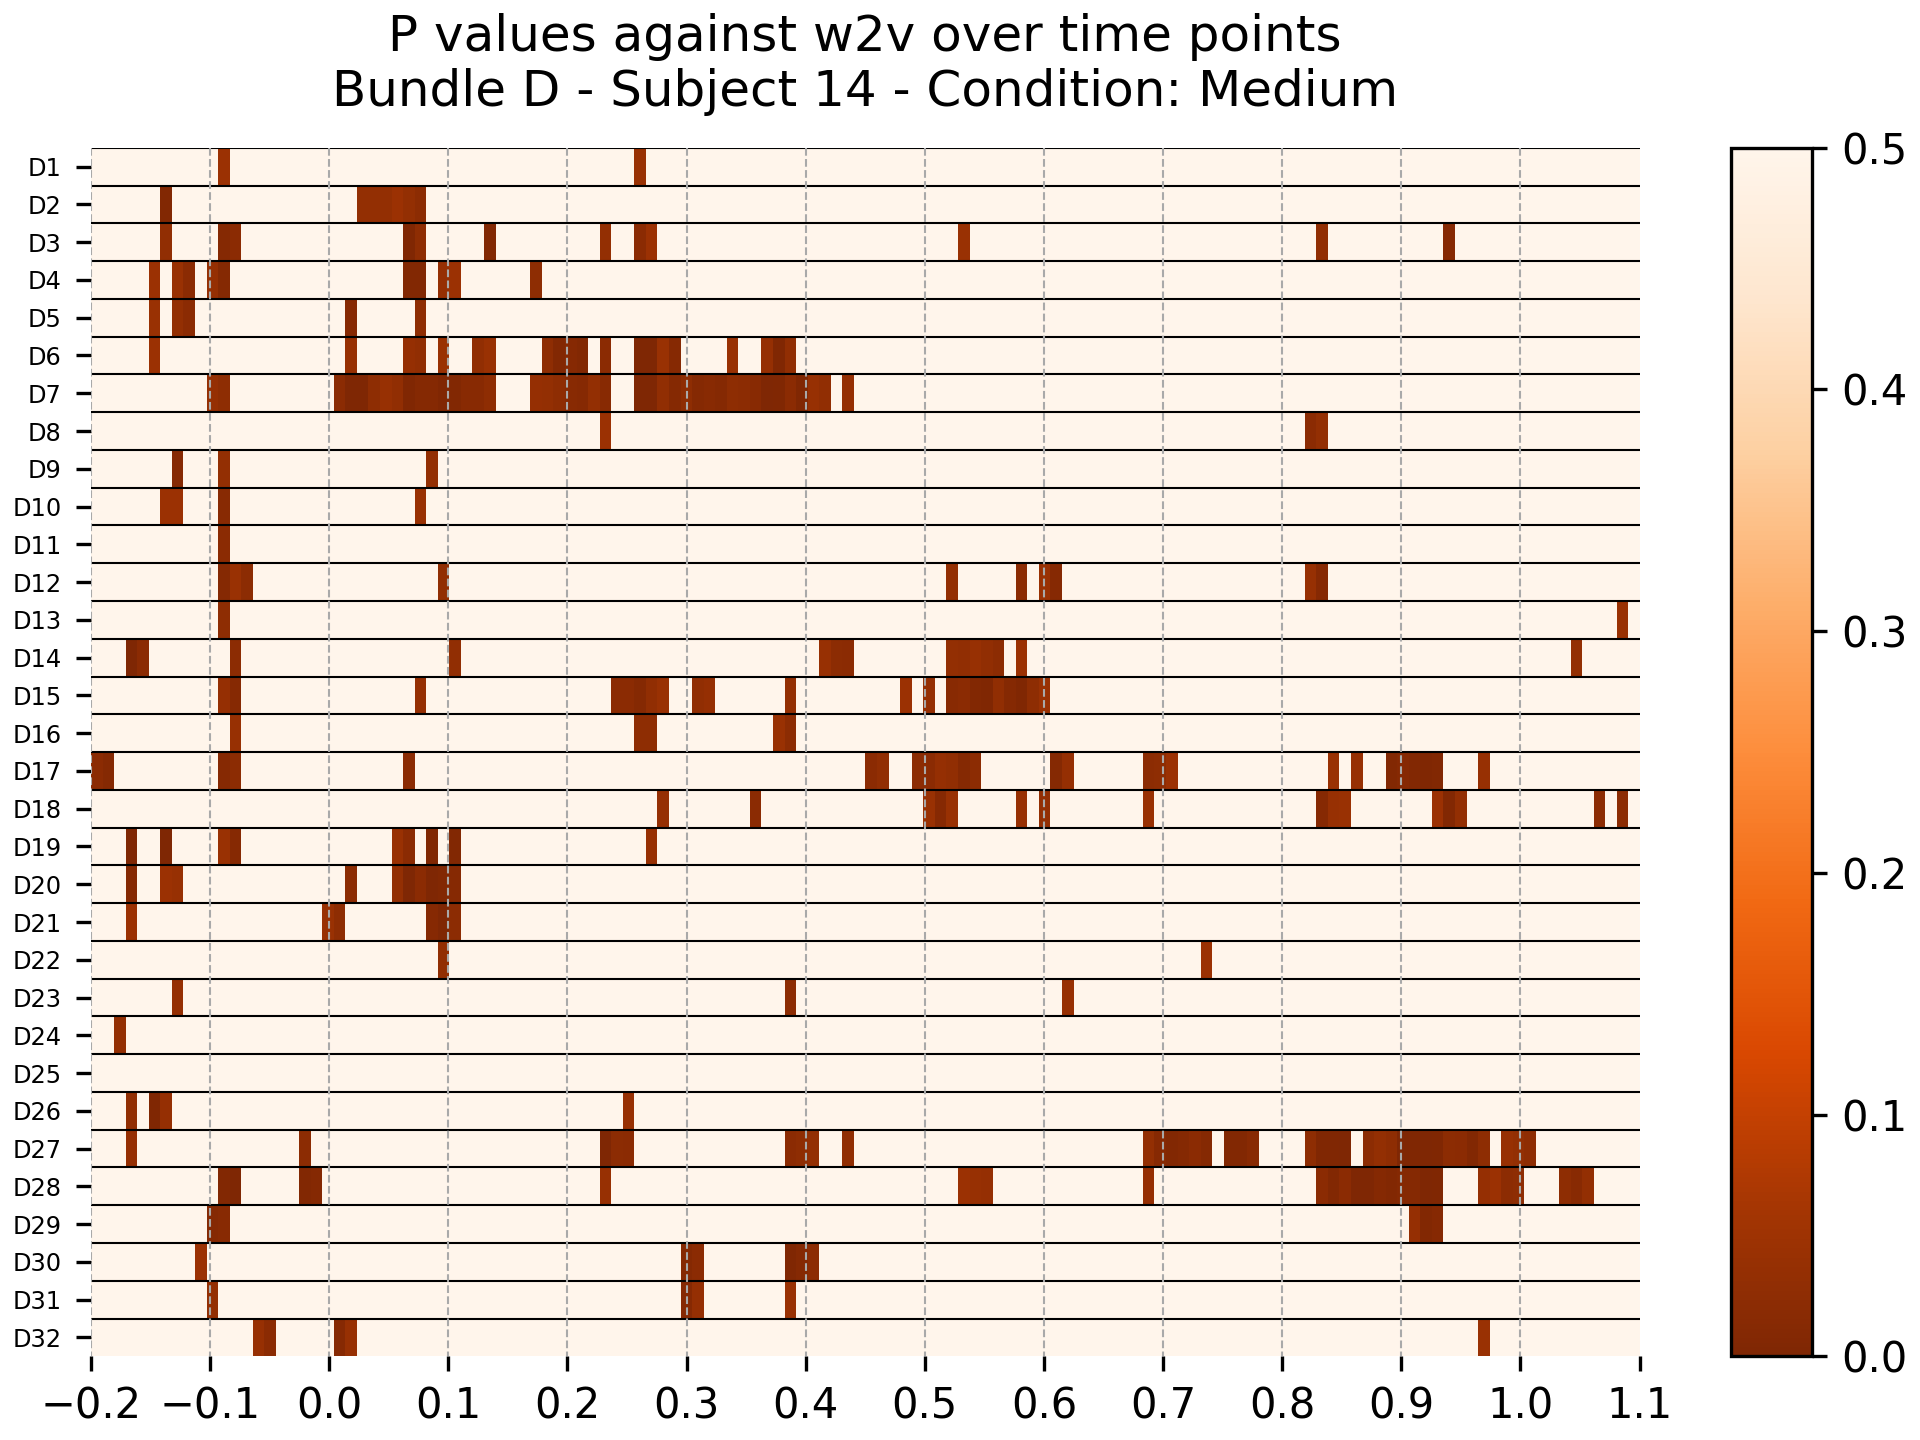 P values against w2v over time points
Bundle D - Subject 14 - Condition: Medium
D1
D2
D3
D4
D5
D6
D7
D8
D9
D10
D11
D12
D13
D14
D15
D16
D17
D18
D19
D20
D21
D22
D23
D24
D25
D26
D27
D28
D29
D30
D31
D32
−0.2 −0.1 0.0 0.1 0.2 0.3 0.4 0.5 0.6 0.7 0.8 0.9 1.0 1.1
0.5
0.4
0.3
0.2
0.1
0.0